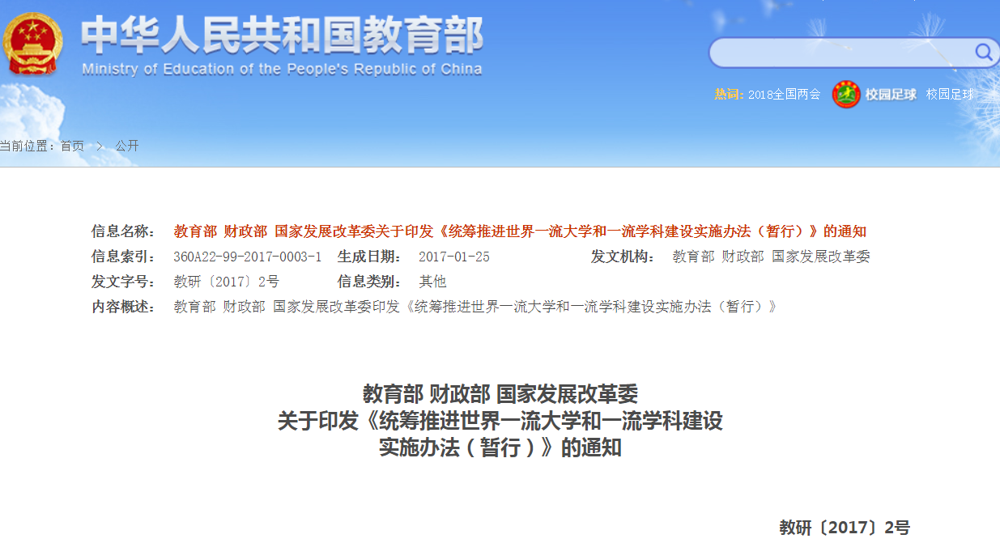 中华人民共和国教育部
Ministry of Education of the People's Republic of China
热词: 2018全国两会 校园足球 校园足球
当前位置：首页 > 公开
信息名称： 教育部 财政部 国家发展改革委关于印发《统筹推进世界一流大学和一流学科建设实施办法（暂行）》的通知
信息索引： 360A22-99-2017-0003-1 生成日期： 2017-01-25 发文机构： 教育部 财政部 国家发展改革委
发文字号： 教研〔2017〕2号 信息类别： 其他
内容概述： 教育部 财政部 国家发展改革委印发《统筹推进世界一流大学和一流学科建设实施办法（暂行）》
教育部 财政部 国家发展改革委
关于印发《统筹推进世界一流大学和一流学科建设
实施办法（暂行）》的通知
教研〔2017〕2号